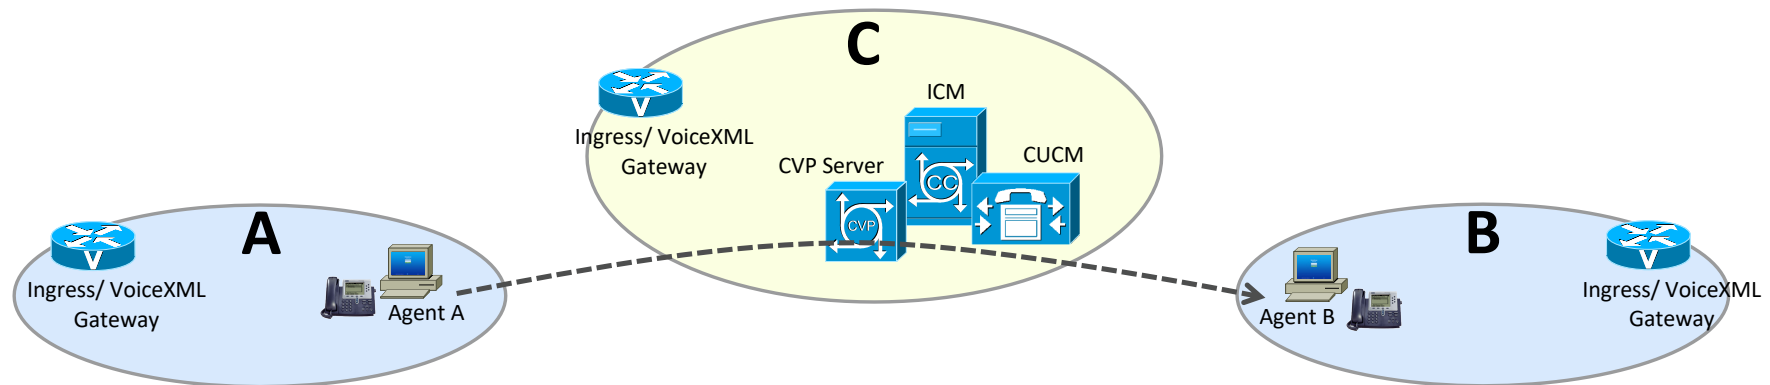 C
ICM
Ingress/ VoiceXML
Gateway
CVP Server
CUCM
CC
CVP
V
A
V
Ingress/ VoiceXML
Gateway
Agent A
B
V
Agent B
Ingress/ VoiceXML
Gateway